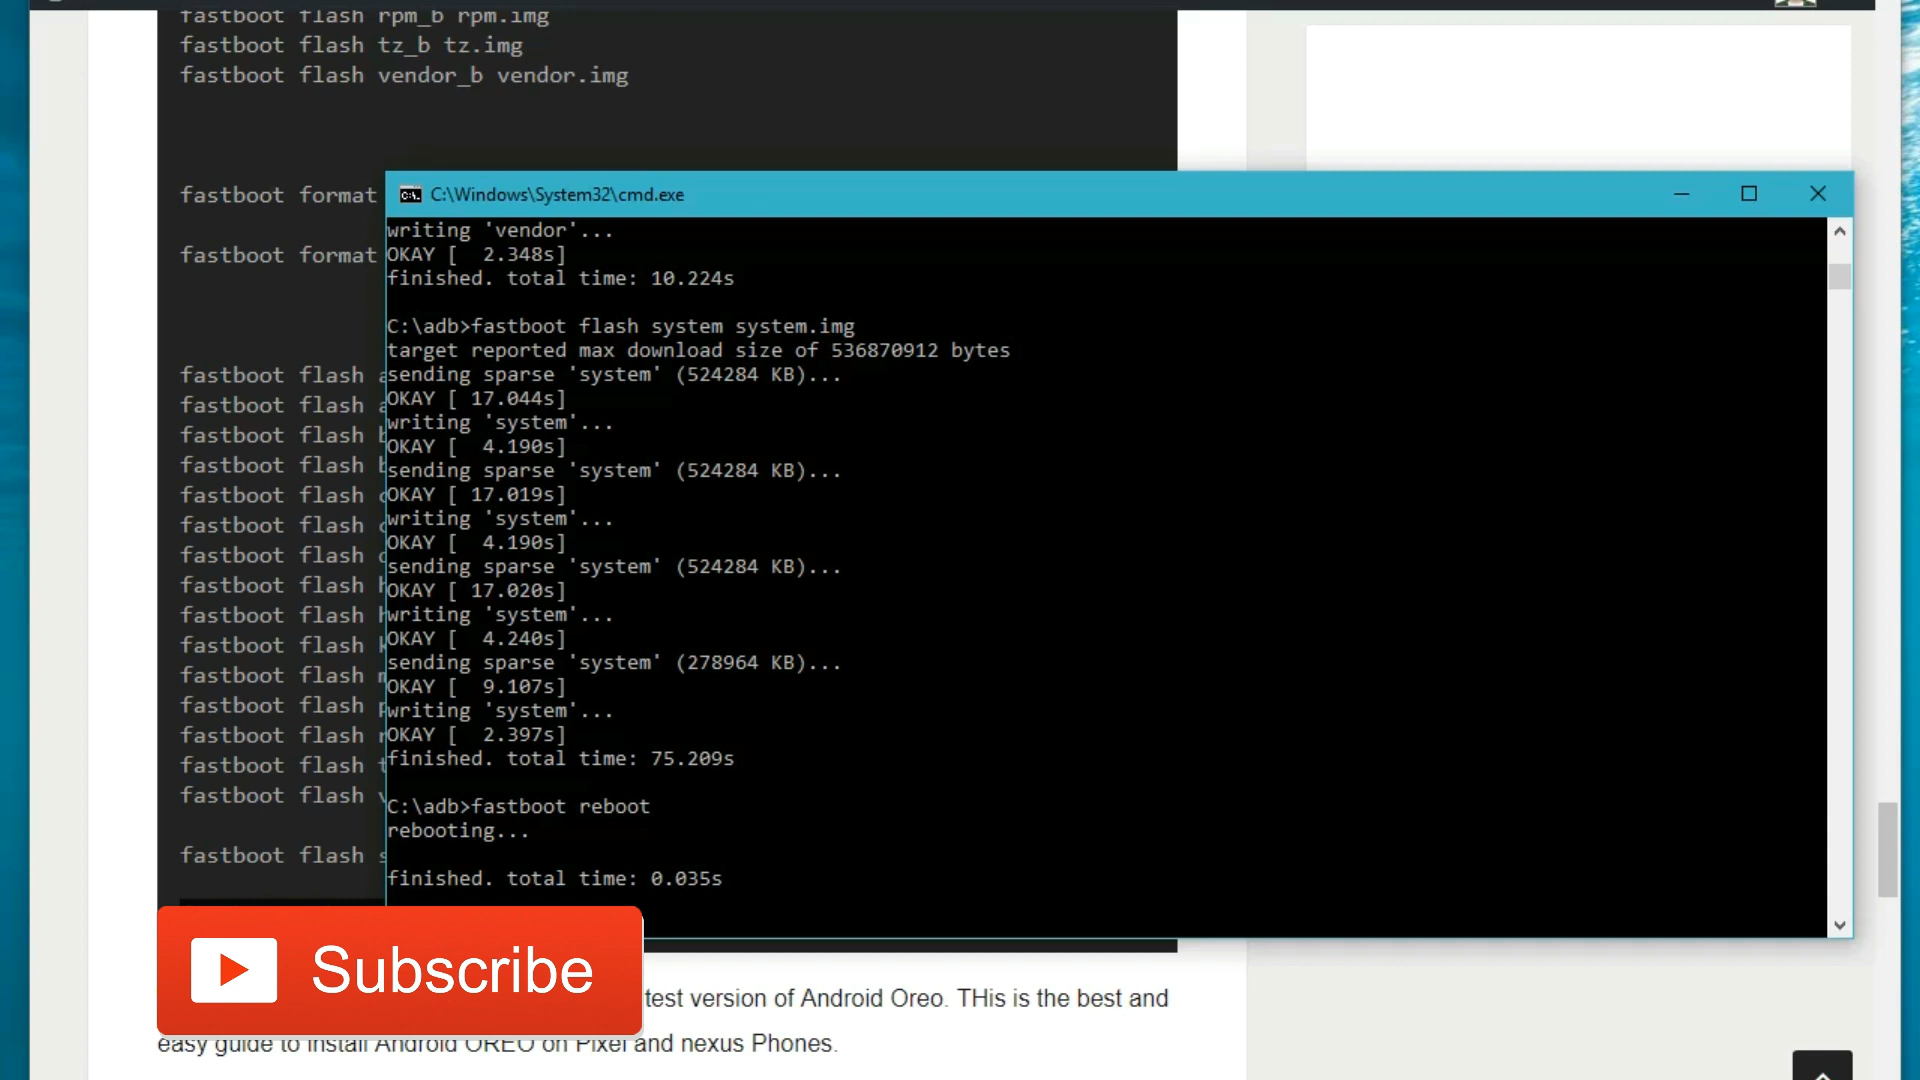 fastboot flash rpm_b rpm.img
fastboot flash tz_b tz.img
fastboot flash vendor_b vendor.img
fastboot format
fastboot format
fastboot flash a
fastboot flash a
fastboot flash b
fastboot flash b
fastboot flash c
fastboot flash c
fastboot flash
fastboot flash h
fastboot flash h
fastboot flash k
fastboot flash m
fastboot flash p
fastboot flash r
fastboot flash t
fastboot flash v
fastboot flash s
C:\Windows\System32\cmd.exe
writing 'vendor'...
OKAY [  2.348s]
finished. total time: 10.224s
C:\adb>fastboot flash system system.img
target reported max download size of 536870912 bytes
sending sparse 'system' (524284 KB)...
OKAY [ 17.044s]
writing 'system'...
OKAY [  4.190s]
sending sparse 'system' (524284 KB)...
OKAY [ 17.019s]
writing 'system'...
OKAY [  4.190s]
sending sparse 'system' (524284 KB)...
OKAY [ 17.020s]
writing 'system'...
OKAY [  4.240s]
sending sparse 'system' (278964 KB)...
OKAY [  9.107s]
writing 'system'...
OKAY [  2.397s]
finished. total time: 75.209s
C:\adb>fastboot reboot
rebooting...
finished. total time: 0.035s
Subscribe
test version of Android Oreo. THis is the best and
easy guide to install Android OREO on Pixel and nexus Phones.